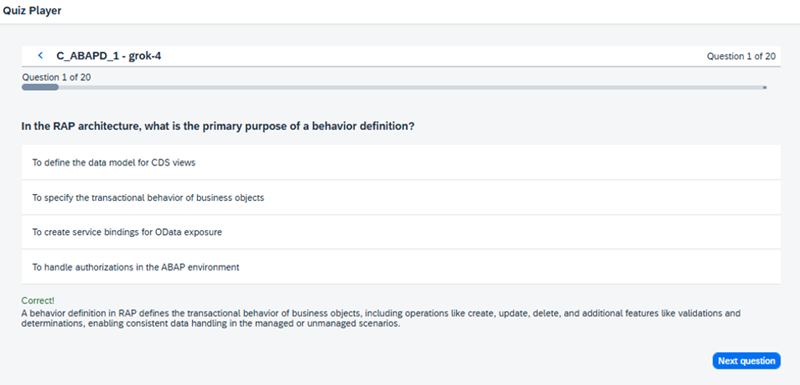 Quiz Player
C_ABAPD_1 - grok-4
Question 1 of 20
Question 1 of 20
In the RAP architecture, what is the primary purpose of a behavior definition?
To define the data model for CDS views
To specify the transactional behavior of business objects
To create service bindings for OData exposure
To handle authorizations in the ABAP environment
Correct!
A behavior definition in RAP defines the transactional behavior of business objects, including operations like create, update, delete, and additional features like validations and
determinations, enabling consistent data handling in the managed or unmanaged scenarios.
Next question